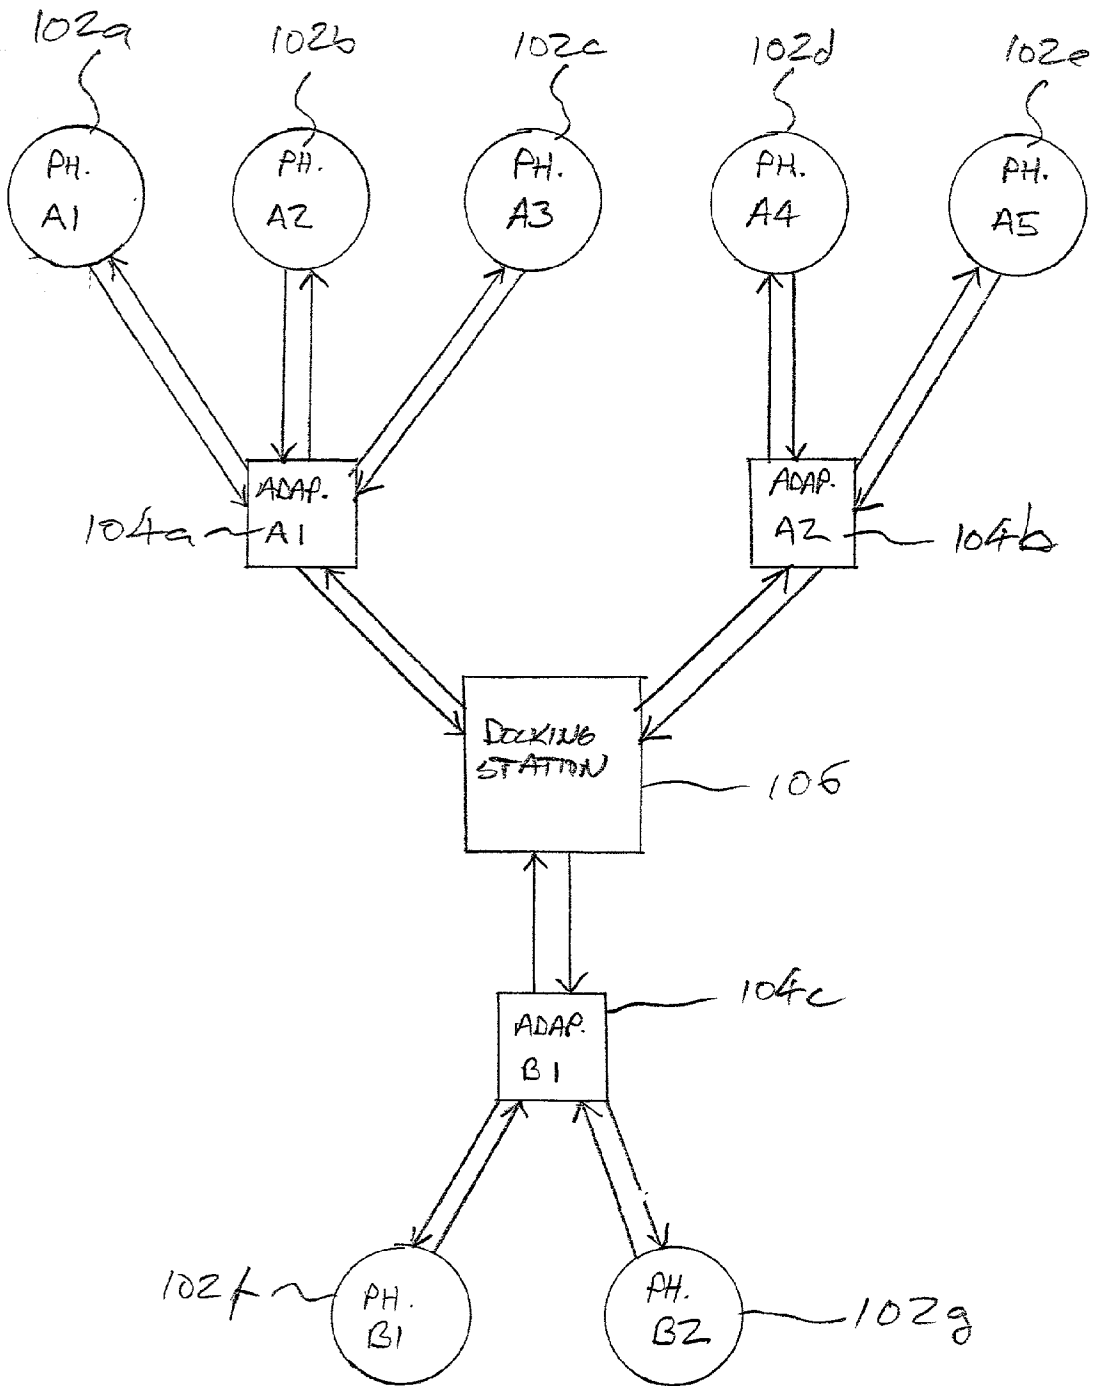 102a
102b
102c
102d
102e
PH.
A1
PH.
A2
PH.
A3
PH.
A4
PH.
A5
ADAP.
A1
104a
ADAP.
A2
104b
DOCKING
STATION
106
104c
ADAP.
B1
102f
PH.
B1
PH.
B2
102g